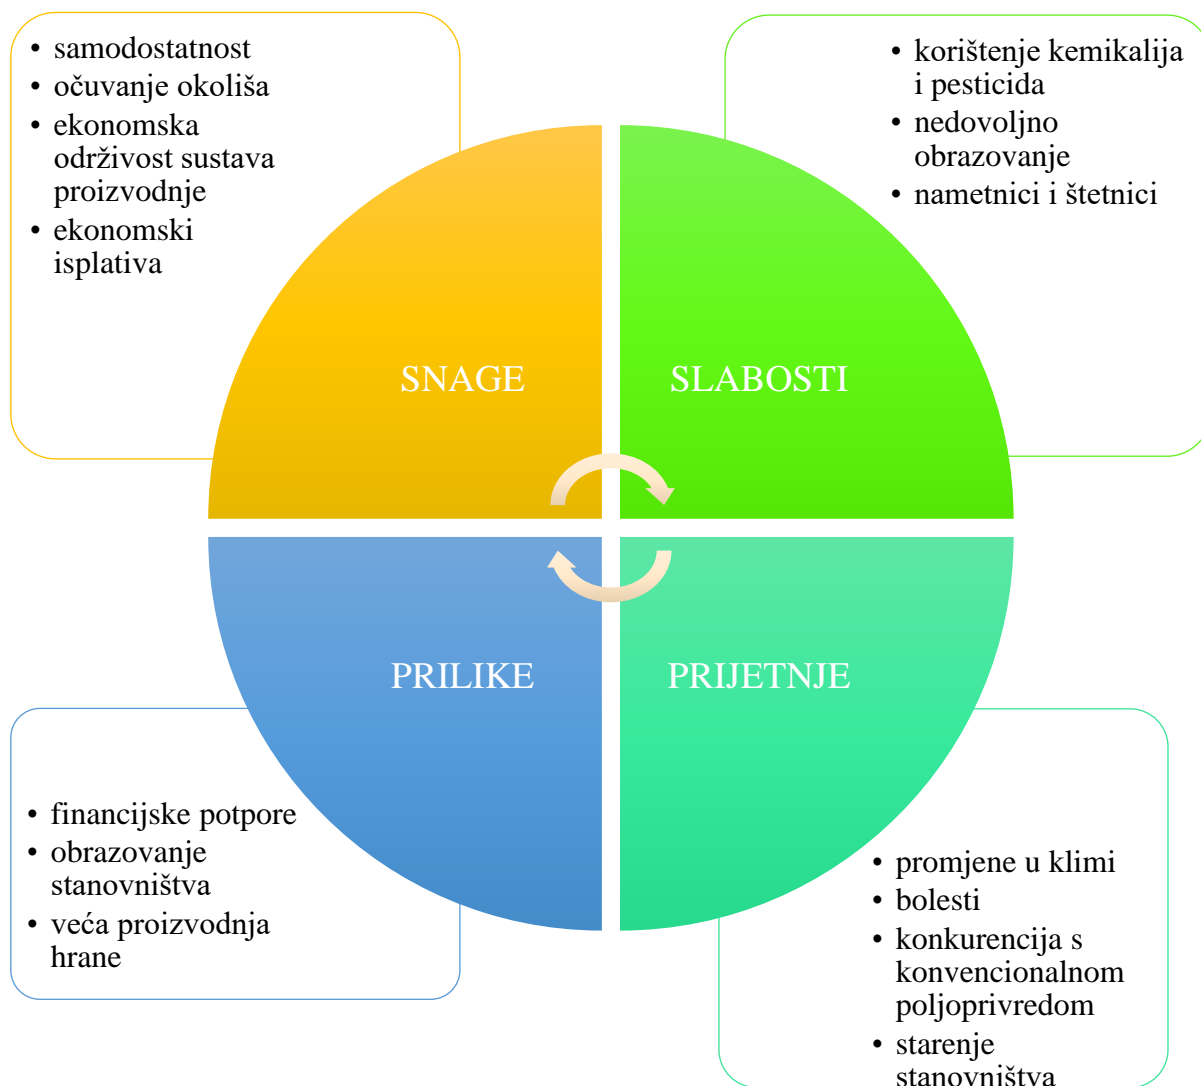 • samodostatnost
• očuvanje okoliša
• ekonomska
održivost sustava
proizvodnje
• ekonomski
isplativa
• korištenje kemikalija
i pesticida
• nedovoljno
obrazovanje
• nametnici i štetnici
SNAGE
SLABOSTI
PRILIKE
PRIJETNJE
• financijske potpore
• obrazovanje
stanovništva
• veća proizvodnja
hrane
• promjene u klimi
• bolesti
• konkurencija s
konvencionalnom
poljoprivredom
• starenje
stanovništva